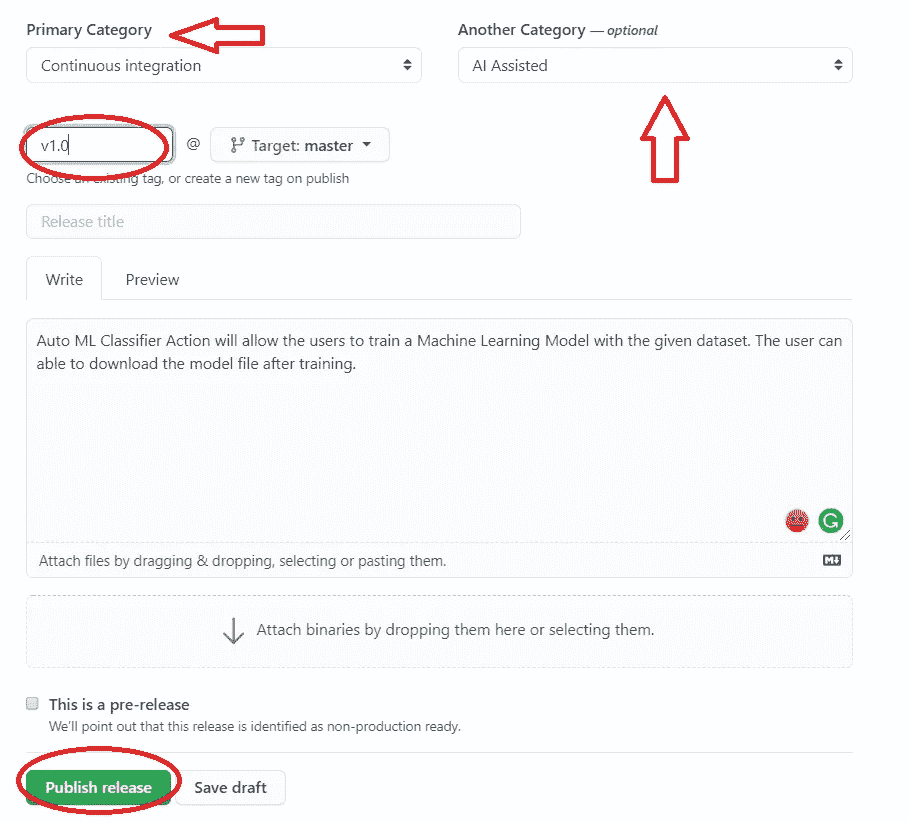 Primary Category
Another Category — optional
Continuous integration
AI Assisted
v1.0
@
Target: master
Choose an existing tag, or create a new tag on publish
Release title
Write
Preview
Auto ML Classifier Action will allow the users to train a Machine Learning Model with the given dataset. The user can
able to download the model file after training.
G
Attach files by dragging & dropping, selecting or pasting them.
M
Attach binaries by dropping them here or selecting them.
This is a pre-release
We'll point out that this release is identified as non-production ready.
Publish release
Save draft